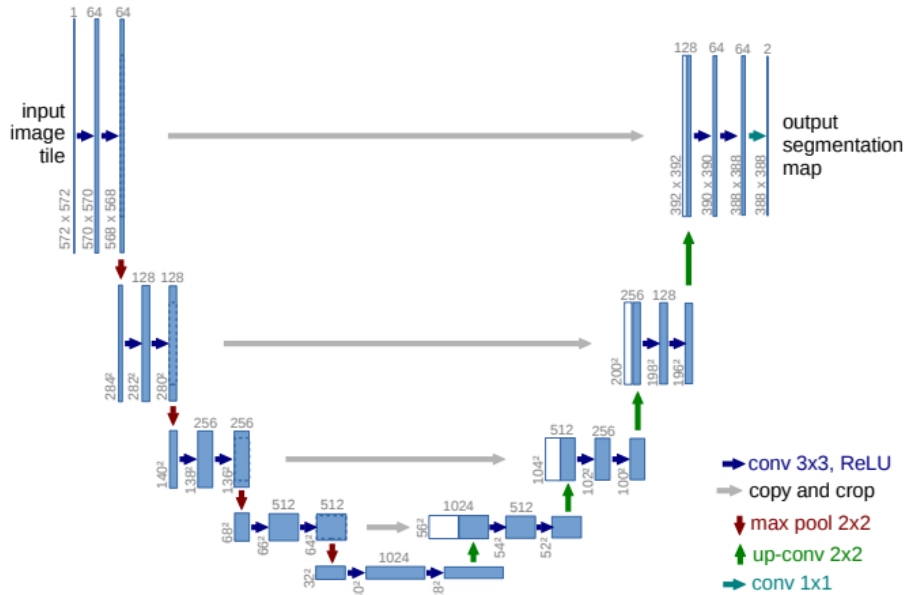 1 64 64
input
image
tile
572 x 572
570 x 570
568 x 568
128 64 64 2
output
segmentation
map
392 x 392
390 x 390
388 x 388
388 x 388
128 128
284²
282²
280²
256 128
200²
198²
196²
256 256
140²
138²
136²
512 256
104²
102²
100²
512 512
68²
66²
64²
1024 512
56²
54²
52²
1024
32²
conv 3x3, ReLU
copy and crop
max pool 2x2
up-conv 2x2
conv 1x1